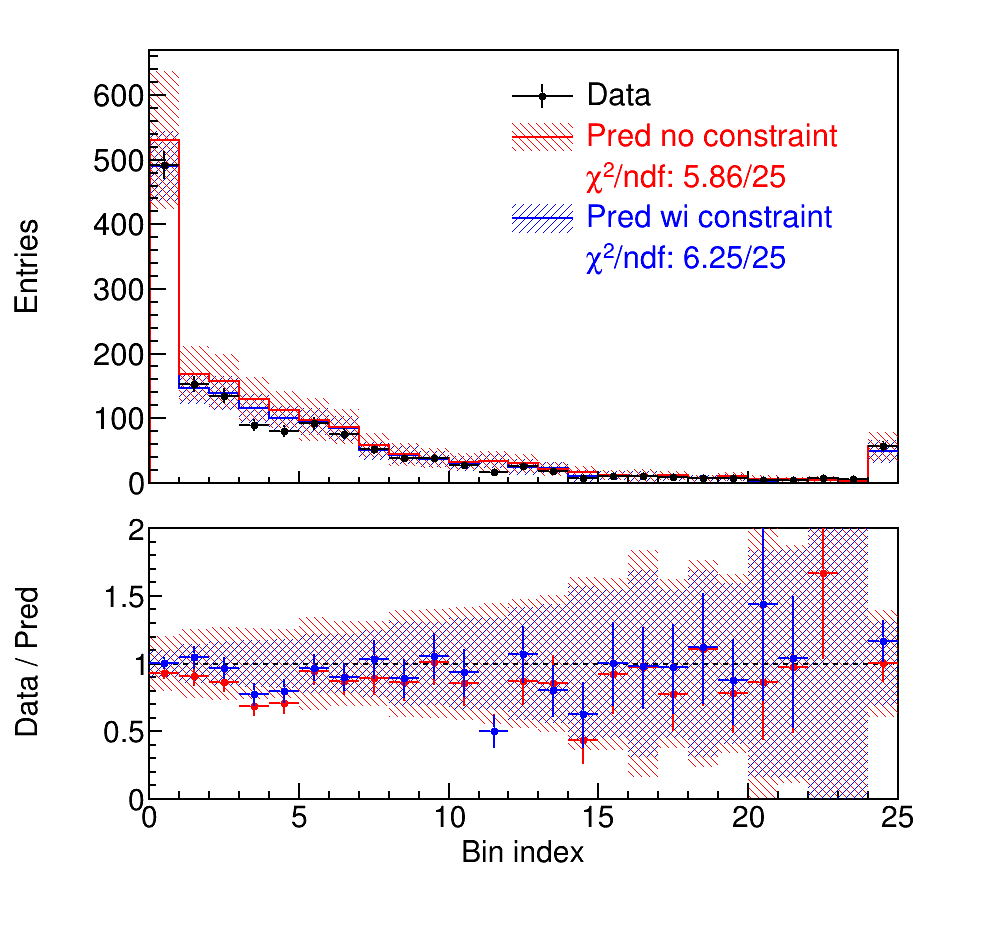 Data
Pred no constraint
χ²/ndf: 5.86/25
Pred wi constraint
χ²/ndf: 6.25/25
Entries
600
500
400
300
200
100
0
Data / Pred
2
1.5
1
0.5
0
0 5 10 15 20 25
Bin index